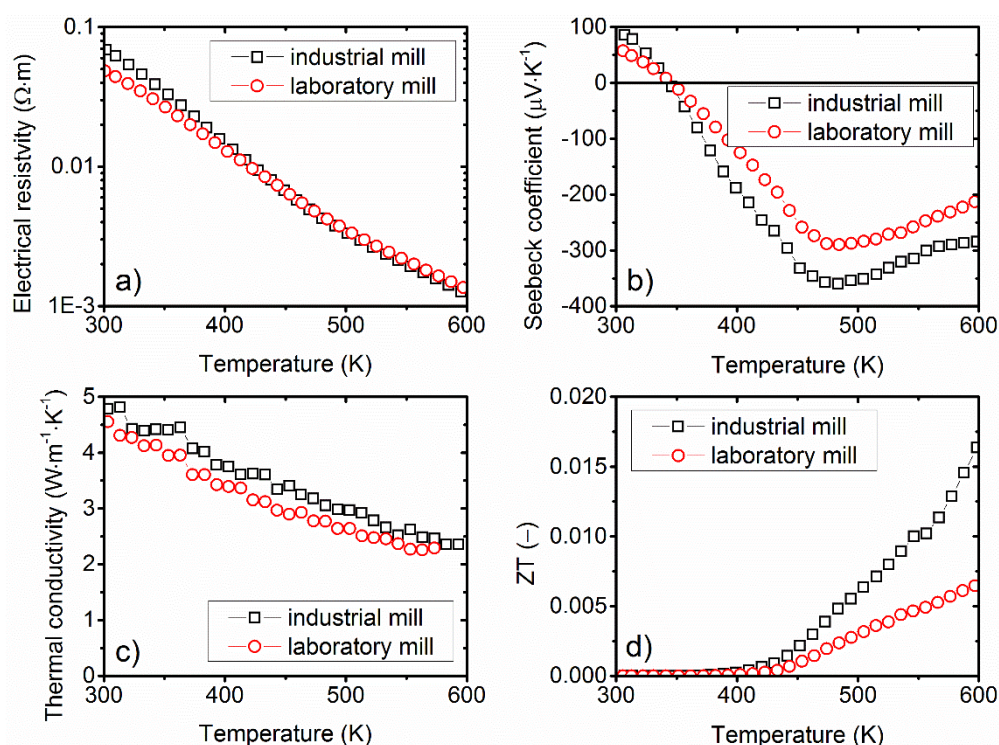 0.1
0.01
1E-3
Electrical resistivity (Ω·m)
industrial mill
laboratory mill
a)
300
400
500
600
Temperature (K)
100
0
-100
-200
-300
-400
Seebeck coefficient (μV·K⁻¹)
industrial mill
laboratory mill
b)
300
400
500
600
Temperature (K)
5
4
3
2
1
0
Thermal conductivity (W·m⁻¹·K⁻¹)
industrial mill
laboratory mill
c)
300
400
500
600
Temperature (K)
0.020
0.015
0.010
0.005
0.000
ZT (–)
industrial mill
laboratory mill
d)
300
400
500
600
Temperature (K)